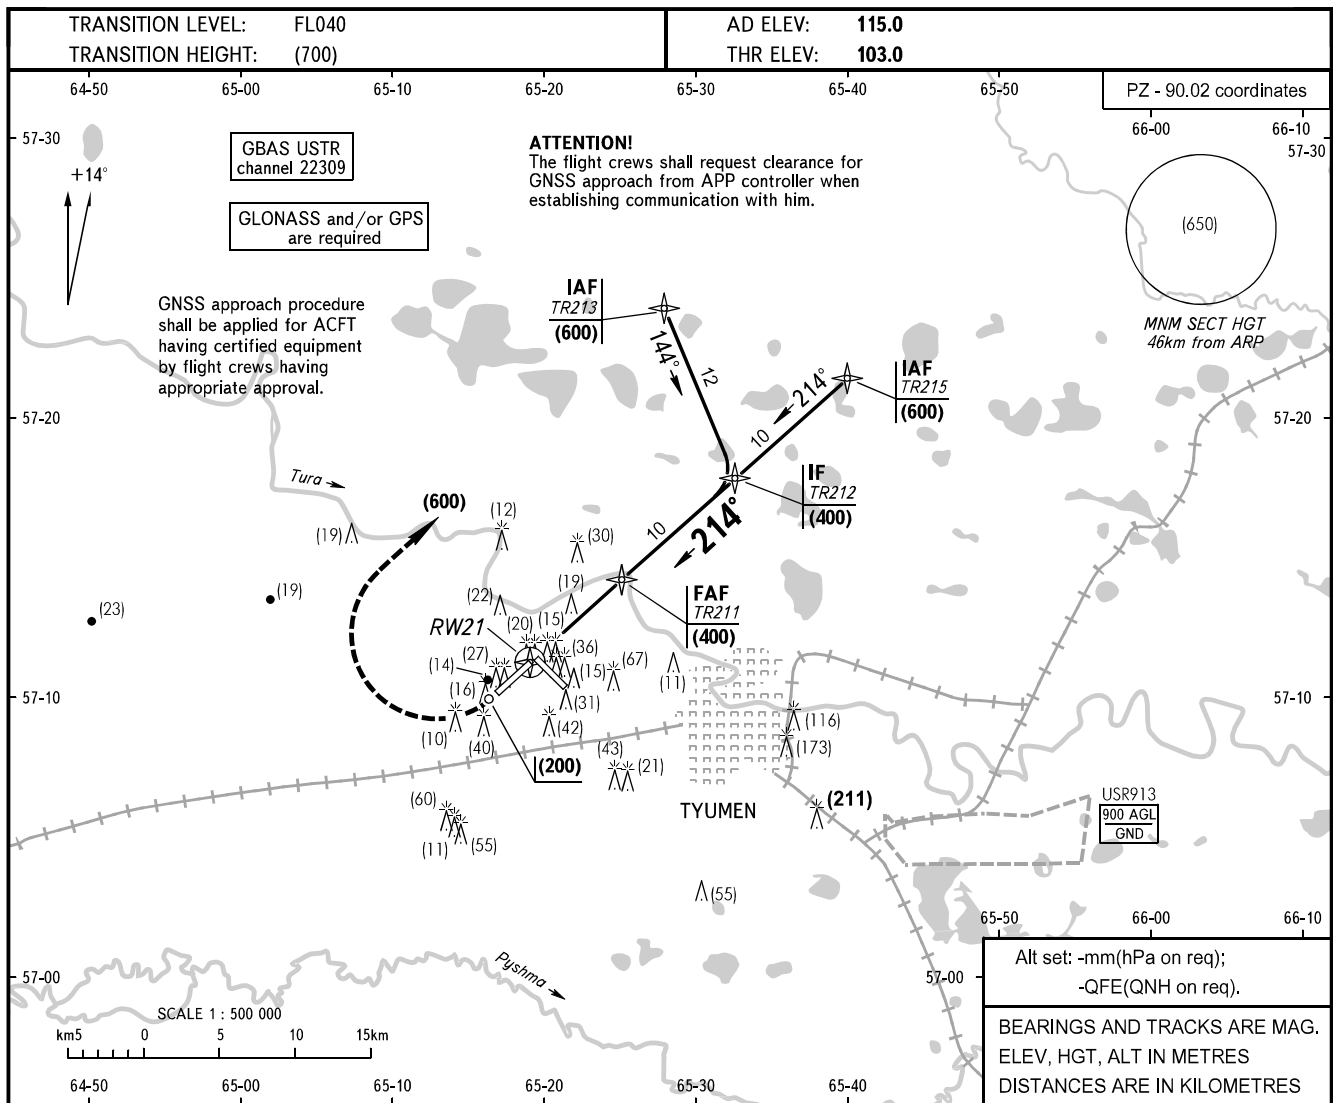 TRANSITION LEVEL: FL040
TRANSITION HEIGHT: (700)
AD ELEV: 115.0
THR ELEV: 103.0
64-50 65-00 65-10 65-20 65-30 65-40 65-50
PZ - 90.02 coordinates
66-00 66-10
57-30
57-30
+14°
GBAS USTR
channel 22309
GLONASS and/or GPS
are required
ATTENTION!
The flight crews shall request clearance for
GNSS approach from APP controller when
establishing communication with him.
(650)
MNM SECT HGT
46km from ARP
GNSS approach procedure
shall be applied for ACFT
having certified equipment
by flight crews having
appropriate approval.
IAF
TR213
(600)
144°
12
IAF
TR215
(600)
214°
10
57-20
57-20
IF
TR212
(400)
214°
10
Tura
(600)
(19)
(12)
(30)
(19)
(22)
(19)
(23)
FAF
TR211
(400)
RW21
(20)
(15)
(36)
(27)
(14)
(16)
(15)
(67)
(11)
(31)
(10)
(40)
(42)
57-10
57-10
(116)
(173)
(200)
(43)
(21)
TYUMEN
(211)
(60)
(11)
(55)
USR913
900 AGL
GND
(55)
65-50 66-00 66-10
57-00
57-00
Pyshma
SCALE 1 : 500 000
km5 0 5 10 15km
64-50 65-00 65-10 65-20 65-30 65-40
Alt set: -mm(hPa on req);
-QFE(QNH on req).
BEARINGS AND TRACKS ARE MAG.
ELEV, HGT, ALT IN METRES
DISTANCES ARE IN KILOMETRES